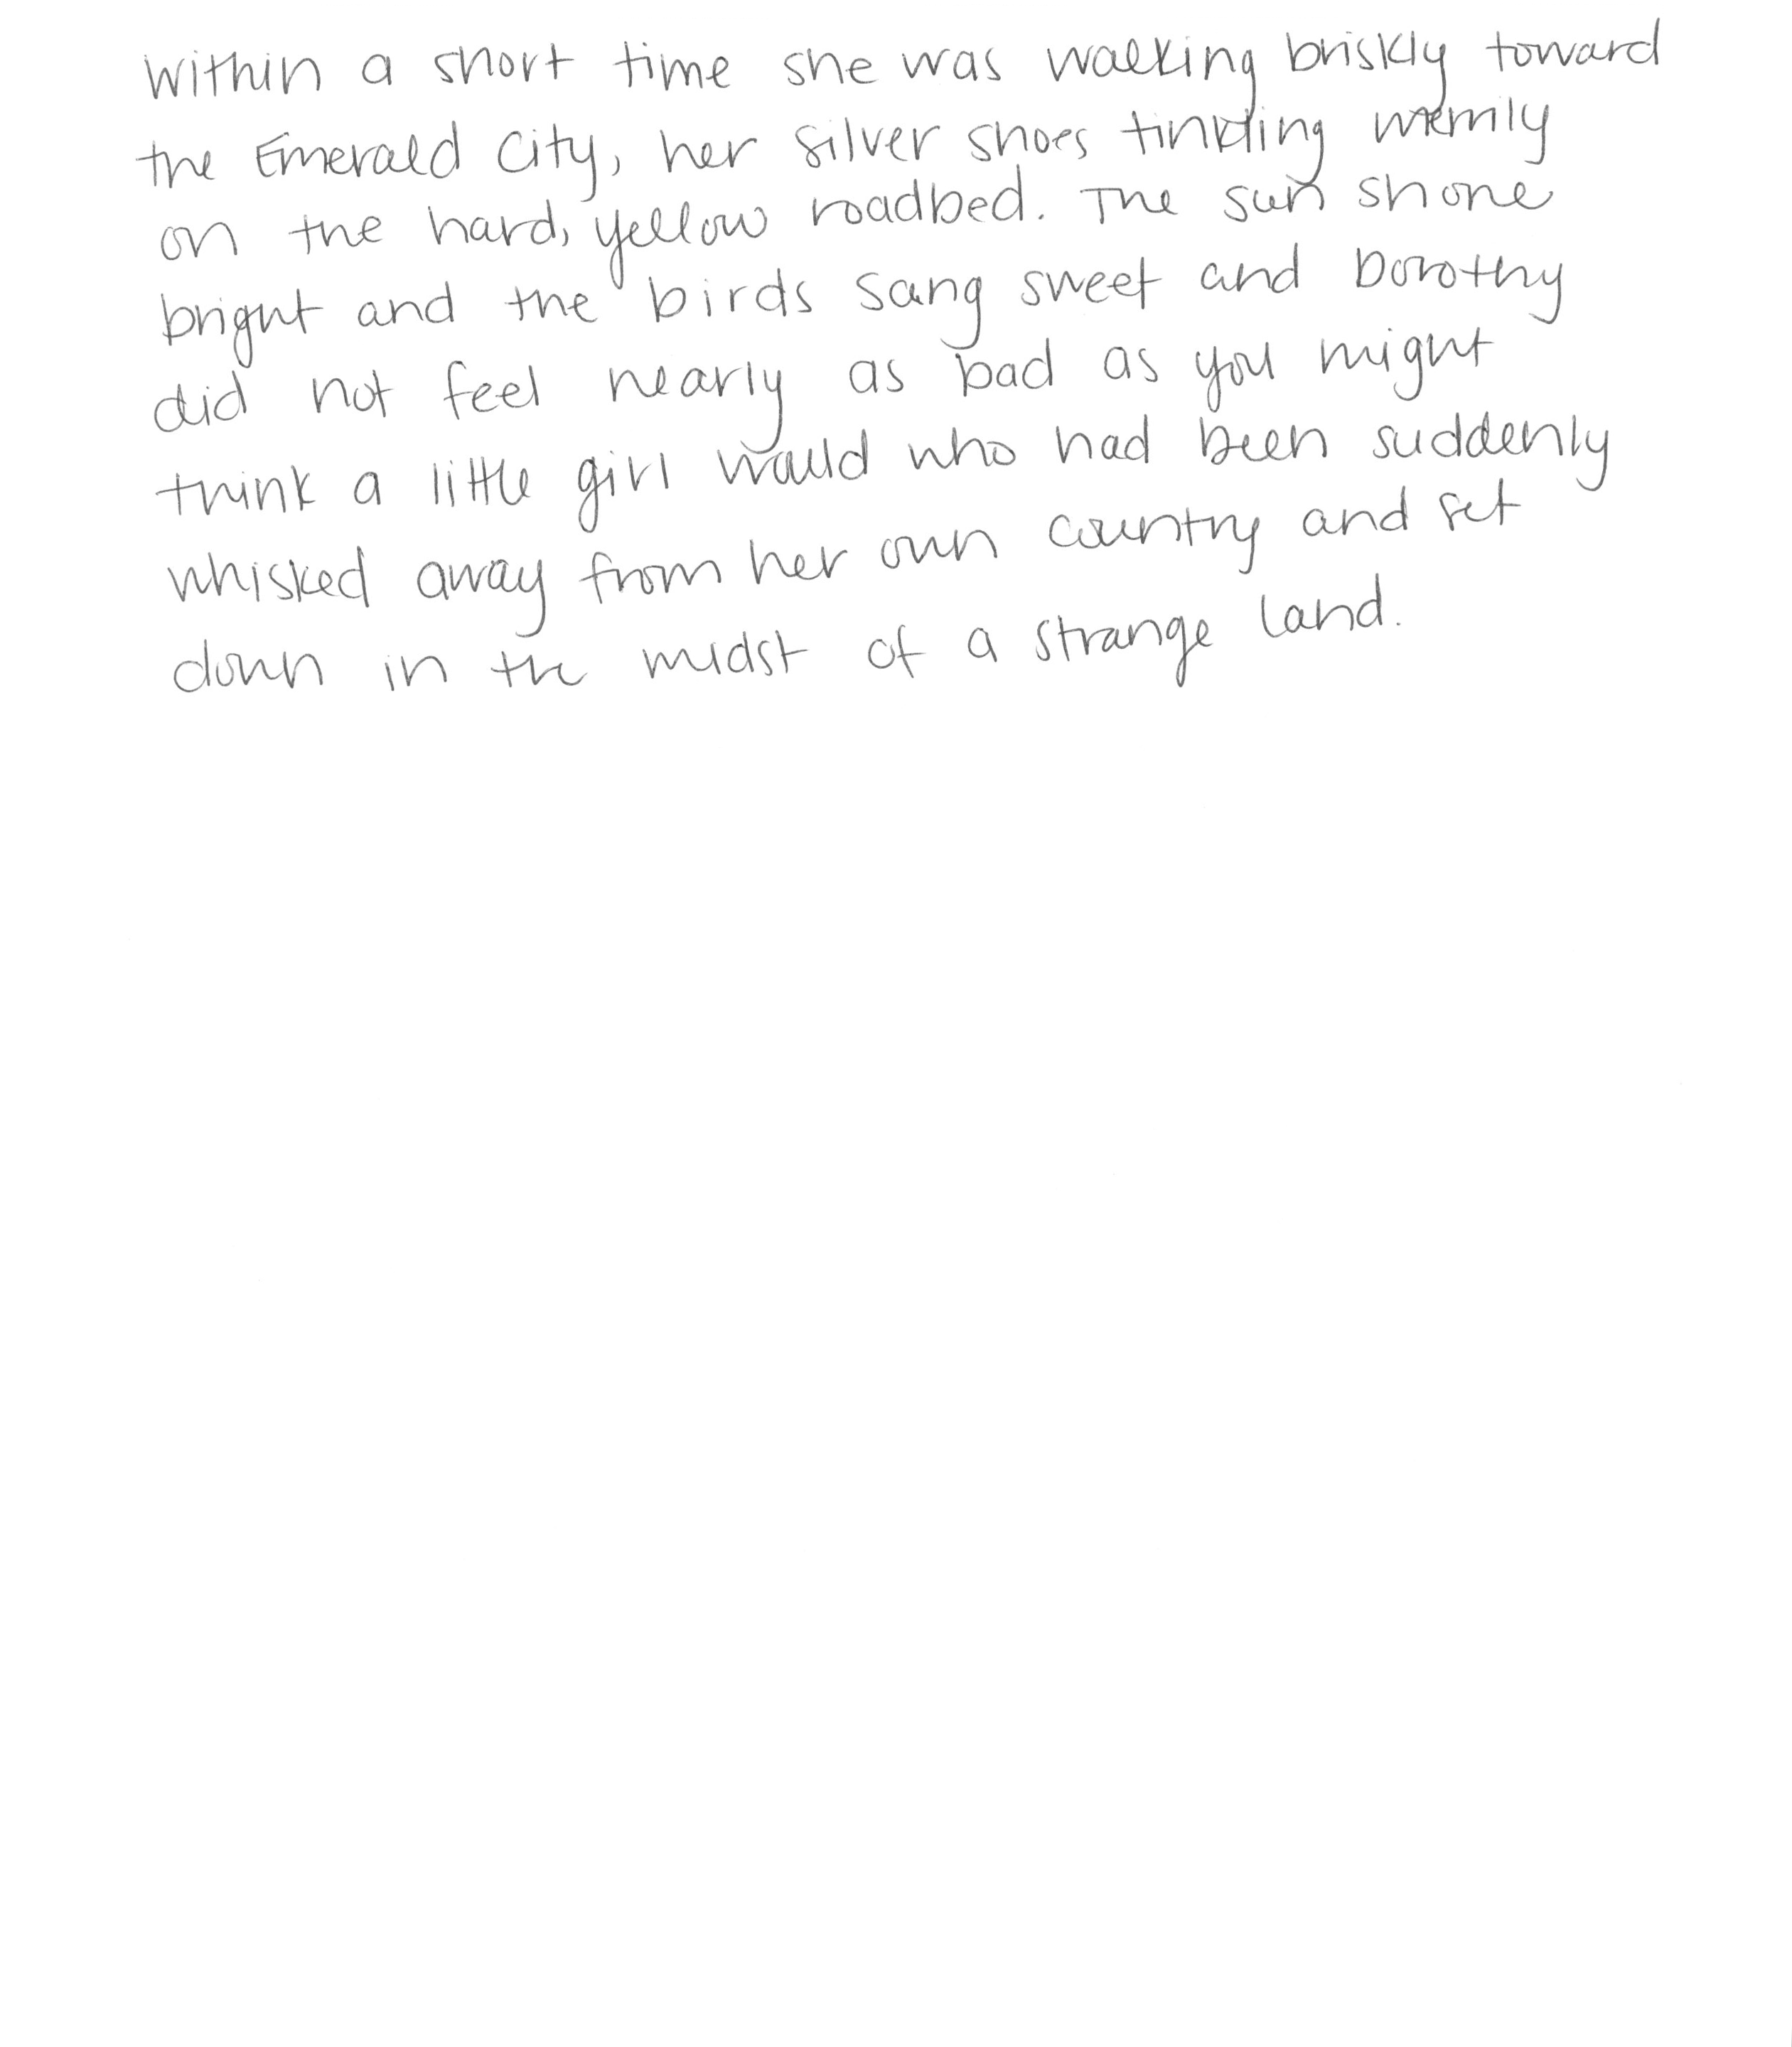 Within a short time she was walking briskly toward
the Emerald City, her silver shoes tinkling merrily
on the hard, yellow roadbed. The sun shone
bright and the birds sang sweet and Dorothy
did not feel nearly as bad as you might
think a little girl would who had been suddenly
whisked away from her own country and set
down in the midst of a strange land.